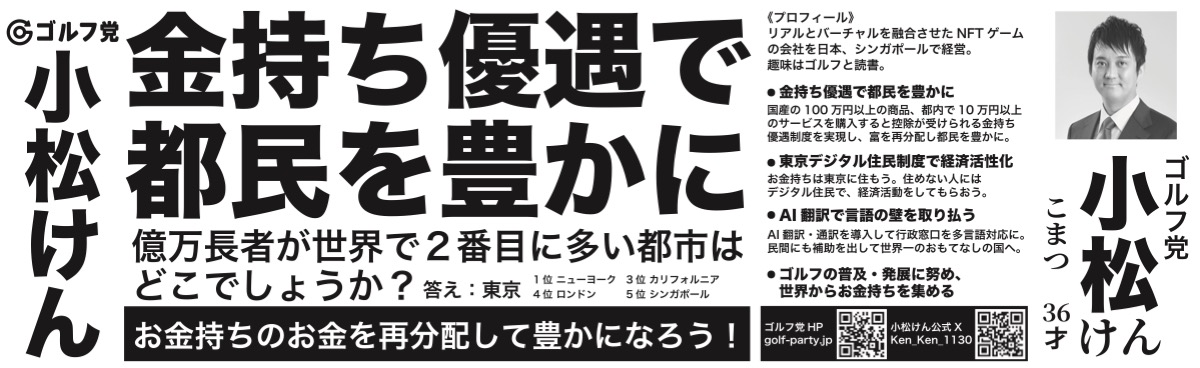 ゴルフ党
小松けん
金持ち優遇で
都民を豊かに
億万長者が世界で2番目に多い都市は
どこでしょうか?答え:東京
1位 ニューヨーク 3位 カリフォルニア
4位 ロンドン 5位 シンガポール
お金持ちのお金を再分配して豊かになろう!
《プロフィール》
リアルとバーチャルを融合させたNFTゲーム
の会社を日本、シンガポールで経営。
趣味はゴルフと読書。
●金持ち優遇で都民を豊かに
国産の100万円以上の商品、都内で10万円以上
のサービスを購入すると控除が受けられる金持ち
優遇制度を実現し、富を再分配し都民を豊かに。
●東京デジタル住民制度で経済活性化
お金持ちは東京に住もう。住めない人には
デジタル住民で、経済活動をしてもらおう。
●AI翻訳で言語の壁を取り払う
AI翻訳・通訳を導入して行政窓口を多言語対応に。
民間にも補助を出して世界一のおもてなしの国へ。
●ゴルフの普及・発展に努め、
世界からお金持ちを集める
ゴルフ党HP
golf-party.jp
小松けん公式X
Ken_Ken_1130
ゴルフ党
小松けん
こまつ 36才